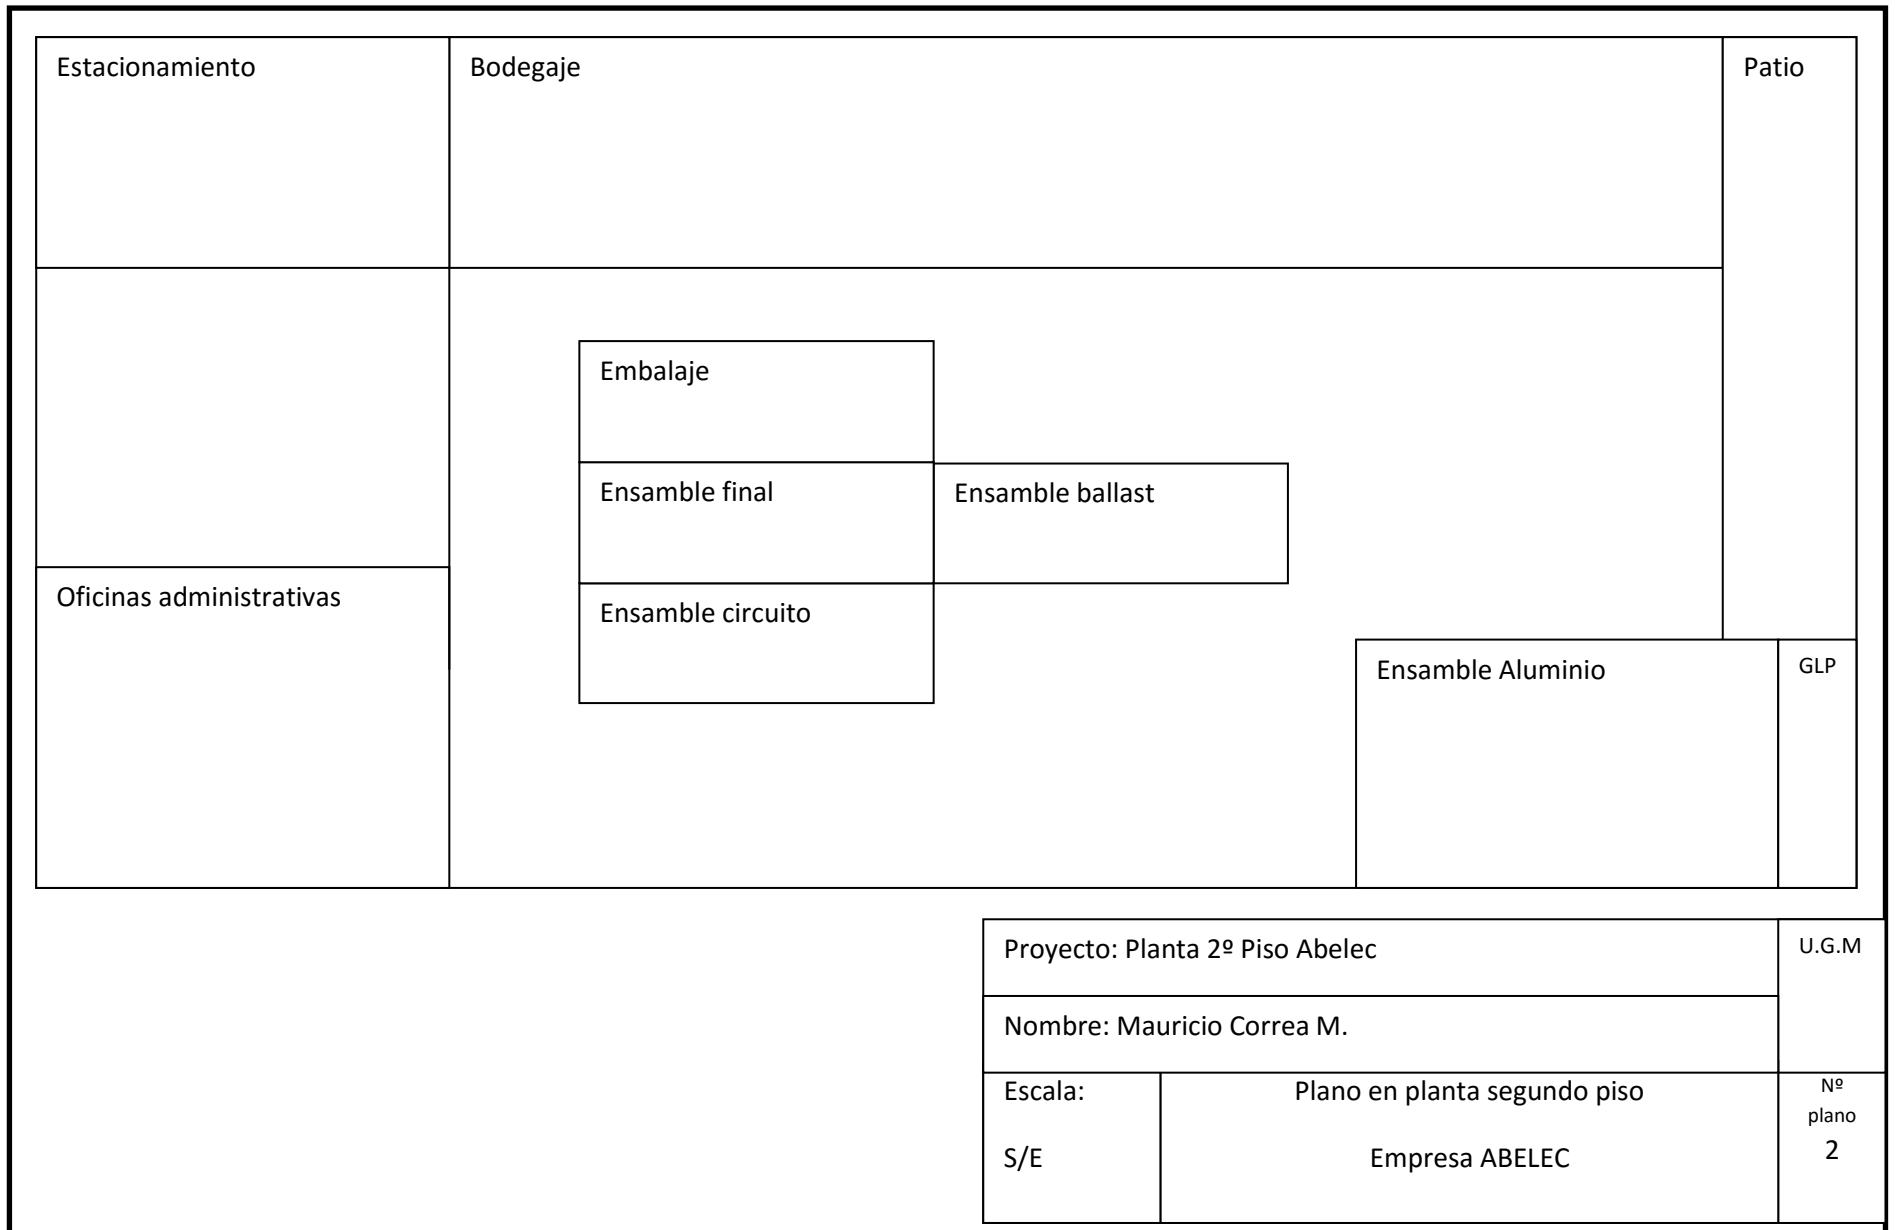 Estacionamiento
Bodegaje
Patio
Embalaje
Ensamble final
Ensamble ballast
Oficinas administrativas
Ensamble circuito
Ensamble Aluminio
GLP
Proyecto: Planta 2º Piso Abelec
U.G.M
Nombre: Mauricio Correa M.
Escala:
S/E
Plano en planta segundo piso
Empresa ABELEC
Nº
plano
2